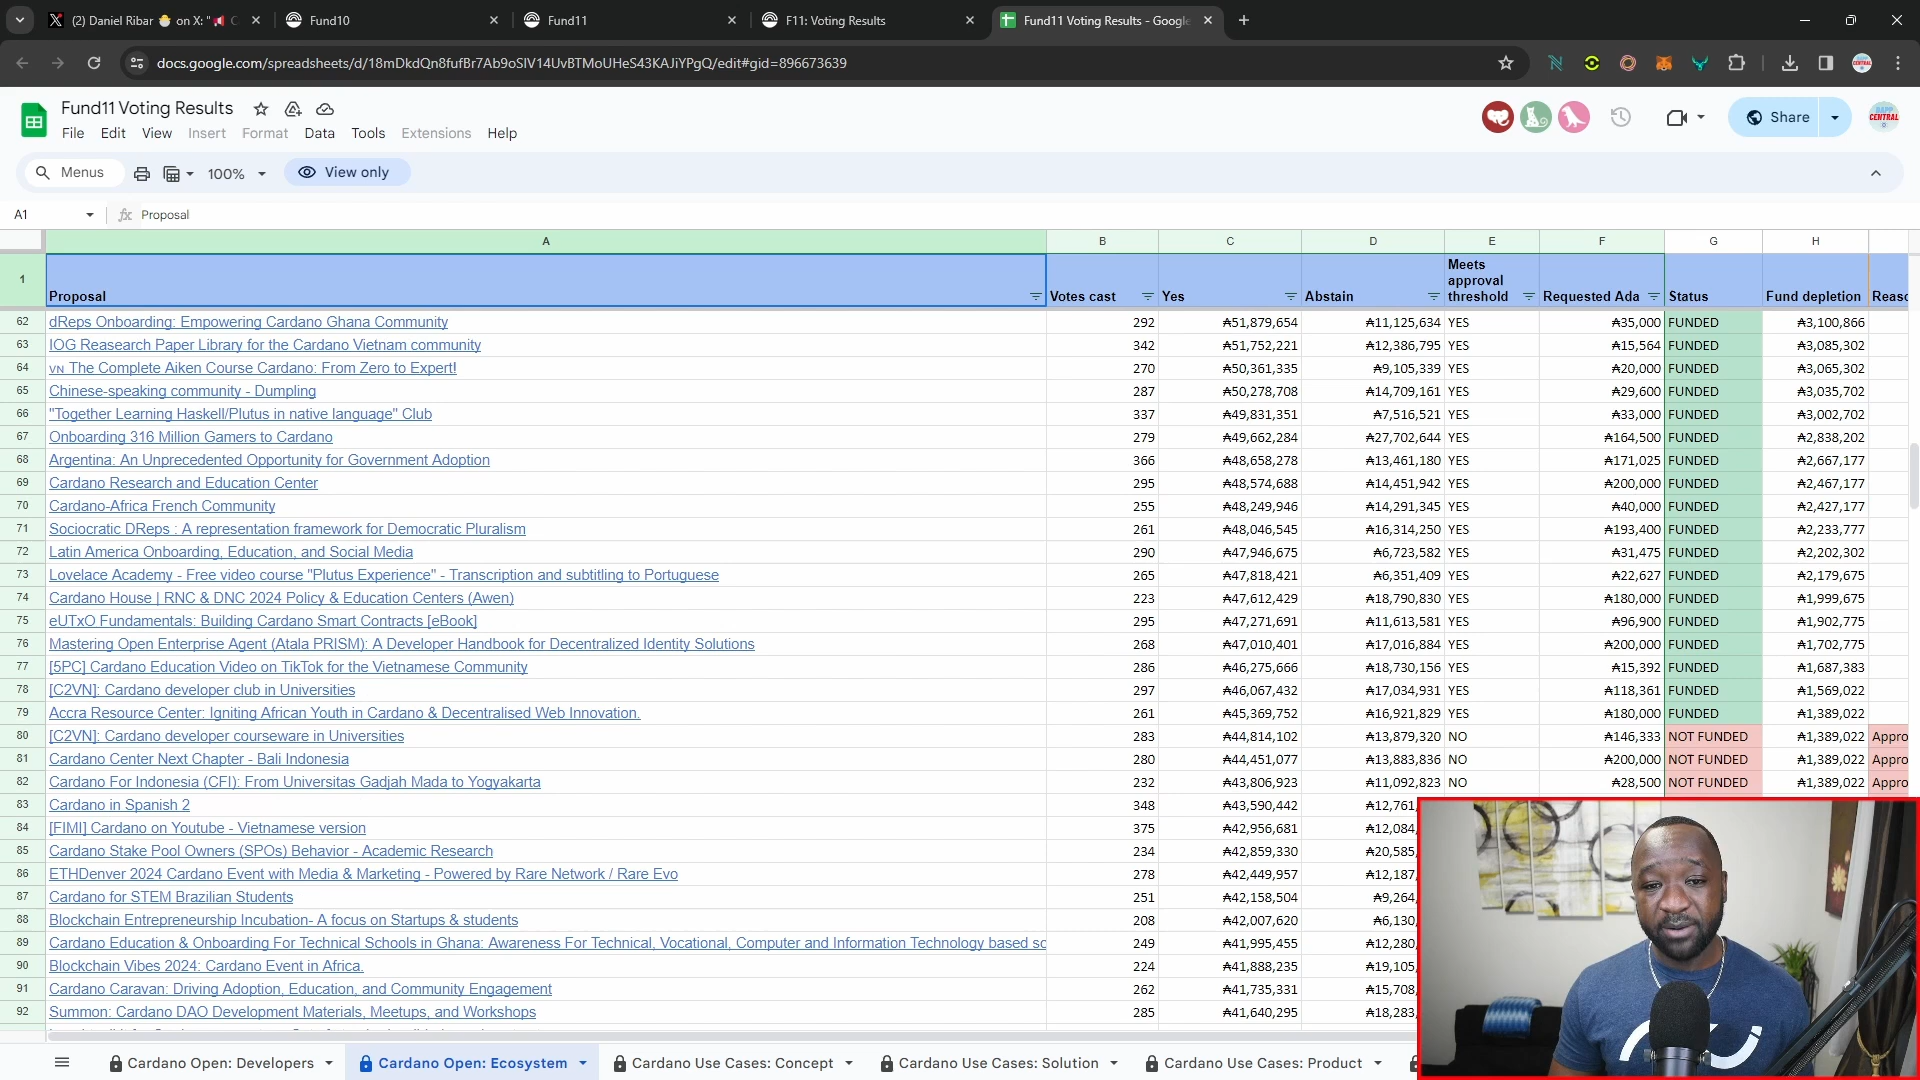 (2) Daniel Ribar 🐣 on X: "📢
Fund10
Fund11
F11: Voting Results
Fund11 Voting Results - Google
docs.google.com/spreadsheets/d/18mDkdQn8fufBr7Ab9oSIV14UvBTMoUHeS43KAJiYPgQ/edit#gid=896673639
Fund11 Voting Results
File Edit View Insert Format Data Tools Extensions Help
Share
Menus 100% View only
A1 Proposal
A B C D E F G H
1 Proposal Votes cast Yes Abstain Meets approval threshold Requested Ada Status Fund depletion Reaso
62 dReps Onboarding: Empowering Cardano Ghana Community 292 ₳51,879,654 ₳11,125,634 YES ₳35,000 FUNDED ₳3,100,866
63 IOG Reasearch Paper Library for the Cardano Vietnam community 342 ₳51,752,221 ₳12,386,795 YES ₳15,564 FUNDED ₳3,085,302
64 VN The Complete Aiken Course Cardano: From Zero to Expert! 270 ₳50,361,335 ₳9,105,339 YES ₳20,000 FUNDED ₳3,065,302
65 Chinese-speaking community - Dumpling 287 ₳50,278,708 ₳14,709,161 YES ₳29,600 FUNDED ₳3,035,702
66 "Together Learning Haskell/Plutus in native language" Club 337 ₳49,831,351 ₳7,516,521 YES ₳33,000 FUNDED ₳3,002,702
67 Onboarding 316 Million Gamers to Cardano 279 ₳49,662,284 ₳27,702,644 YES ₳164,500 FUNDED ₳2,838,202
68 Argentina: An Unprecedented Opportunity for Government Adoption 366 ₳48,658,278 ₳13,461,180 YES ₳171,025 FUNDED ₳2,667,177
69 Cardano Research and Education Center 295 ₳48,574,688 ₳14,451,942 YES ₳200,000 FUNDED ₳2,467,177
70 Cardano-Africa French Community 255 ₳48,249,946 ₳14,291,345 YES ₳40,000 FUNDED ₳2,427,177
71 Sociocratic DReps : A representation framework for Democratic Pluralism 261 ₳48,046,545 ₳16,314,250 YES ₳193,400 FUNDED ₳2,233,777
72 Latin America Onboarding, Education, and Social Media 290 ₳47,946,675 ₳6,723,582 YES ₳31,475 FUNDED ₳2,202,302
73 Lovelace Academy - Free video course "Plutus Experience" - Transcription and subtitling to Portuguese 265 ₳47,818,421 ₳6,351,409 YES ₳22,627 FUNDED ₳2,179,675
74 Cardano House | RNC & DNC 2024 Policy & Education Centers (Awen) 223 ₳47,612,429 ₳18,790,830 YES ₳180,000 FUNDED ₳1,999,675
75 eUTxO Fundamentals: Building Cardano Smart Contracts [eBook] 295 ₳47,271,691 ₳11,613,581 YES ₳96,900 FUNDED ₳1,902,775
76 Mastering Open Enterprise Agent (Atala PRISM): A Developer Handbook for Decentralized Identity Solutions 268 ₳47,010,401 ₳17,016,884 YES ₳200,000 FUNDED ₳1,702,775
77 [5PC] Cardano Education Video on TikTok for the Vietnamese Community 286 ₳46,275,666 ₳18,730,156 YES ₳15,392 FUNDED ₳1,687,383
78 [C2VN]: Cardano developer club in Universities 297 ₳46,067,432 ₳17,034,931 YES ₳118,361 FUNDED ₳1,569,022
79 Accra Resource Center: Igniting African Youth in Cardano & Decentralised Web Innovation. 261 ₳45,369,752 ₳16,921,829 YES ₳180,000 FUNDED ₳1,389,022
80 [C2VN]: Cardano developer courseware in Universities 283 ₳44,814,102 ₳13,879,320 NO ₳146,333 NOT FUNDED ₳1,389,022 Appro
81 Cardano Center Next Chapter - Bali Indonesia 280 ₳44,451,077 ₳13,883,836 NO ₳200,000 NOT FUNDED ₳1,389,022 Appro
82 Cardano For Indonesia (CFI): From Universitas Gadjah Mada to Yogyakarta 232 ₳43,806,923 ₳11,092,823 NO ₳28,500 NOT FUNDED ₳1,389,022 Appro
83 Cardano in Spanish 2 348 ₳43,590,442 ₳12,761,
84 [FIMI] Cardano on Youtube - Vietnamese version 375 ₳42,956,681 ₳12,084,
85 Cardano Stake Pool Owners (SPOs) Behavior - Academic Research 234 ₳42,859,330 ₳20,585,
86 ETHDenver 2024 Cardano Event with Media & Marketing - Powered by Rare Network / Rare Evo 278 ₳42,449,957 ₳12,187,
87 Cardano for STEM Brazilian Students 251 ₳42,158,504 ₳9,264,
88 Blockchain Entrepreneurship Incubation- A focus on Startups & students 208 ₳42,007,620 ₳6,130,
89 Cardano Education & Onboarding For Technical Schools in Ghana: Awareness For Technical, Vocational, Computer and Information Technology based sc 249 ₳41,995,455 ₳12,280,
90 Blockchain Vibes 2024: Cardano Event in Africa. 224 ₳41,888,235 ₳19,105,
91 Cardano Caravan: Driving Adoption, Education, and Community Engagement 262 ₳41,735,331 ₳15,708,
92 Summon: Cardano DAO Development Materials, Meetups, and Workshops 285 ₳41,640,295 ₳18,283,
Cardano Open: Developers Cardano Open: Ecosystem Cardano Use Cases: Concept Cardano Use Cases: Solution Cardano Use Cases: Product